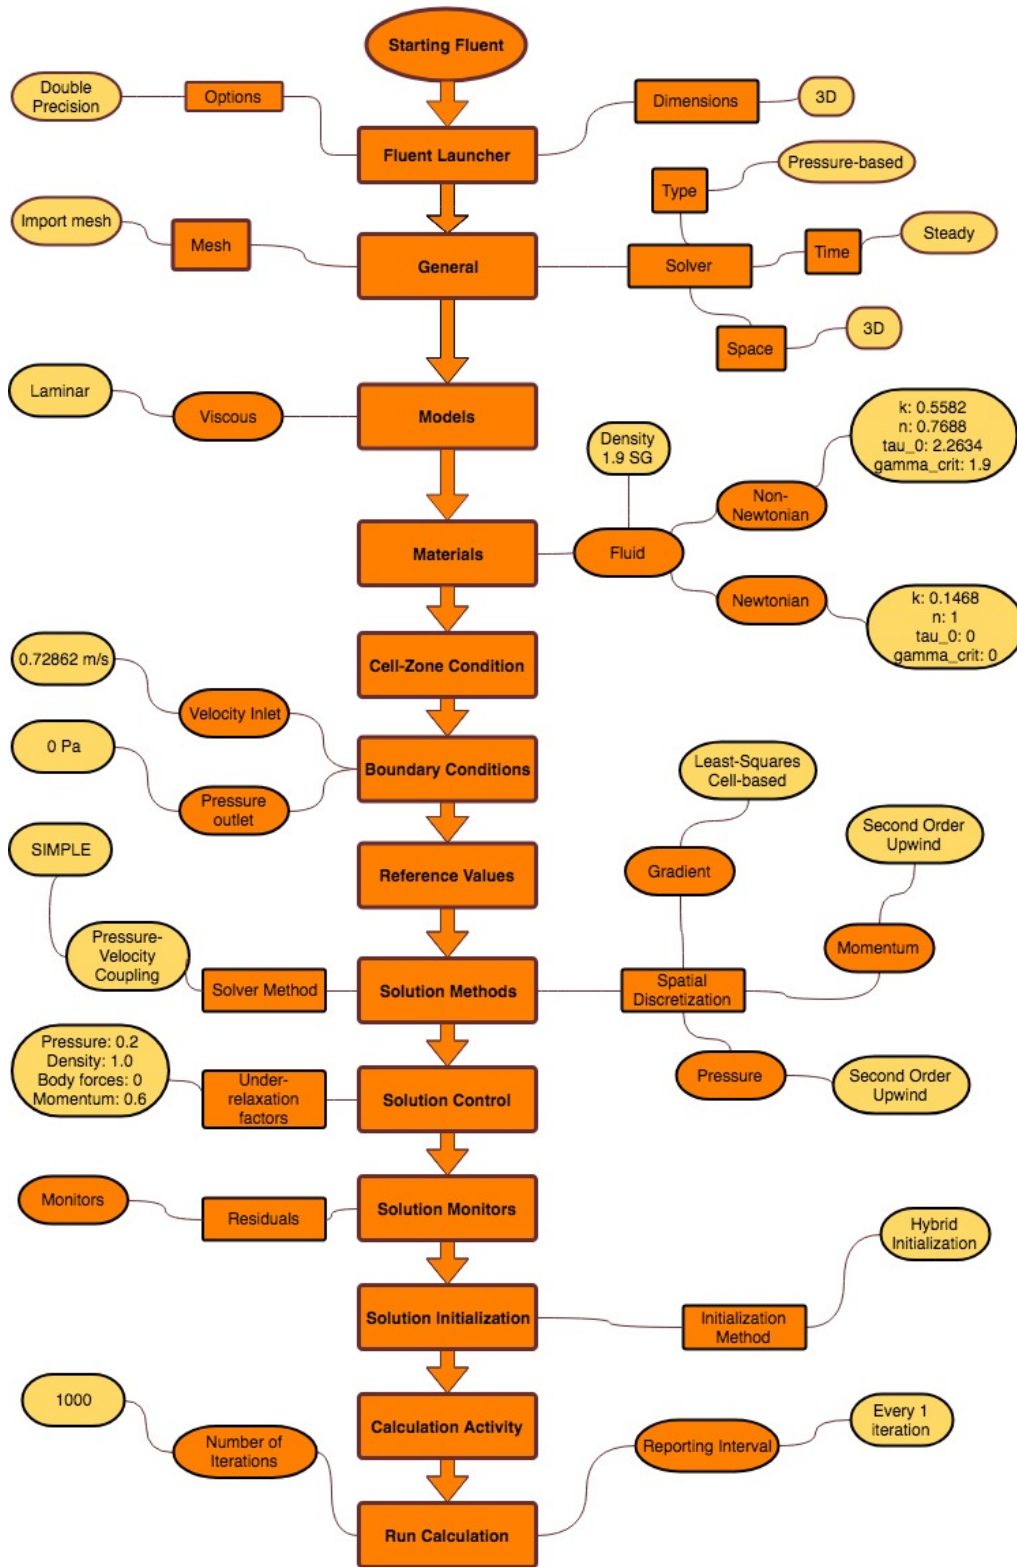 Starting Fluent
Double
Precision
Options
Dimensions
3D
Fluent Launcher
Pressure-based
Type
Import mesh
Mesh
General
Solver
Time
Steady
Space
3D
Laminar
Viscous
Models
Density
1.9 SG
k: 0.5582
n: 0.7688
tau_0: 2.2634
gamma_crit: 1.9
Non-
Newtonian
Materials
Fluid
Newtonian
k: 0.1468
n: 1
tau_0: 0
gamma_crit: 0
Cell-Zone Condition
0.72862 m/s
Velocity Inlet
0 Pa
Boundary Conditions
Pressure
outlet
Least-Squares
Cell-based
Second Order
Upwind
SIMPLE
Reference Values
Gradient
Momentum
Pressure-
Velocity
Coupling
Solver Method
Solution Methods
Spatial
Discretization
Pressure: 0.2
Density: 1.0
Body forces: 0
Momentum: 0.6
Under-
relaxation
factors
Solution Control
Pressure
Second Order
Upwind
Monitors
Residuals
Solution Monitors
Hybrid
Initialization
Solution Initialization
Initialization
Method
1000
Number of
Iterations
Calculation Activity
Reporting Interval
Every 1
iteration
Run Calculation